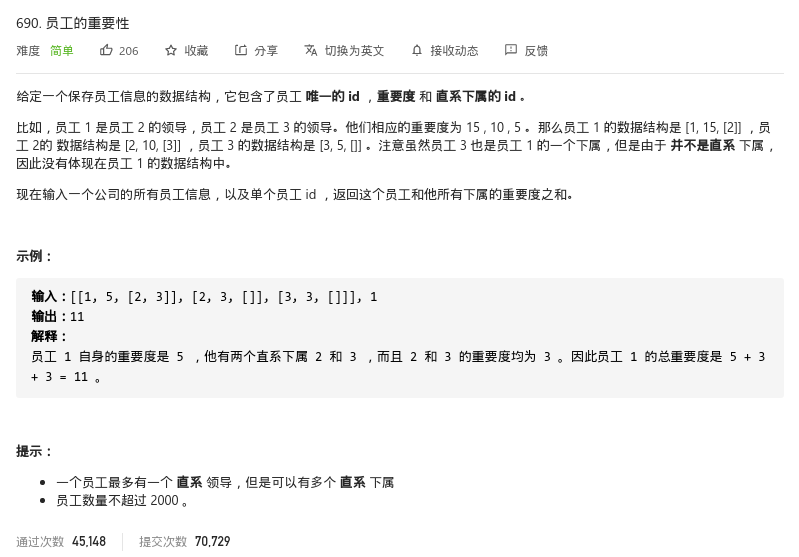 690. 员工的重要性
难度 简单 206 收藏 分享 切换为英文 接收动态 反馈
给定一个保存员工信息的数据结构，它包含了员工 唯一的 id ，重要度 和 直系下属的 id 。
比如，员工 1 是员工 2 的领导，员工 2 是员工 3 的领导。他们相应的重要度为 15 , 10 , 5 。那么员工 1 的数据结构是 [1, 15, [2]] ，员
工 2的 数据结构是 [2, 10, [3]] ，员工 3 的数据结构是 [3, 5, []] 。注意虽然员工 3 也是员工 1 的一个下属，但是由于 并不是直系 下属，
因此没有体现在员工 1 的数据结构中。
现在输入一个公司的所有员工信息，以及单个员工 id ，返回这个员工和他所有下属的重要度之和。
示例：
输入：[[1, 5, [2, 3]], [2, 3, []], [3, 3, []]], 1
输出：11
解释：
员工 1 自身的重要度是 5 ，他有两个直系下属 2 和 3 ，而且 2 和 3 的重要度均为 3 。因此员工 1 的总重要度是 5 + 3
+ 3 = 11 。
提示：
• 一个员工最多有一个 直系 领导，但是可以有多个 直系 下属
• 员工数量不超过 2000 。
通过次数 45,148 提交次数 70,729